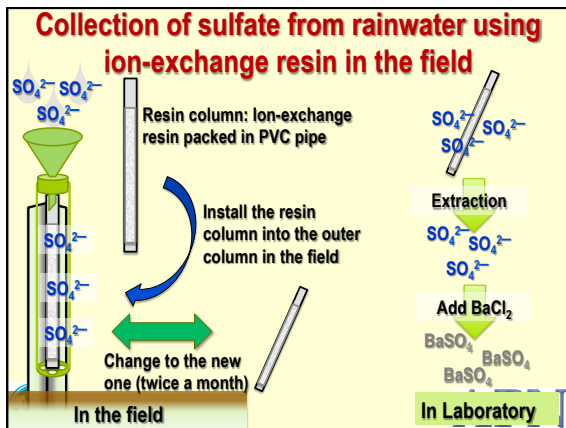 Collection of sulfate from rainwater using
ion-exchange resin in the field
SO₄²⁻ SO₄²⁻
SO₄²⁻
Resin column: Ion-exchange
resin packed in PVC pipe
Install the resin
column into the outer
column in the field
SO₄²⁻
SO₄²⁻
SO₄²⁻
Change to the new
one (twice a month)
In the field
SO₄²⁻
SO₄²⁻
SO₄²⁻
Extraction
SO₄²⁻
SO₄²⁻
SO₄²⁻
Add BaCl₂
BaSO₄
BaSO₄
BaSO₄
In Laboratory